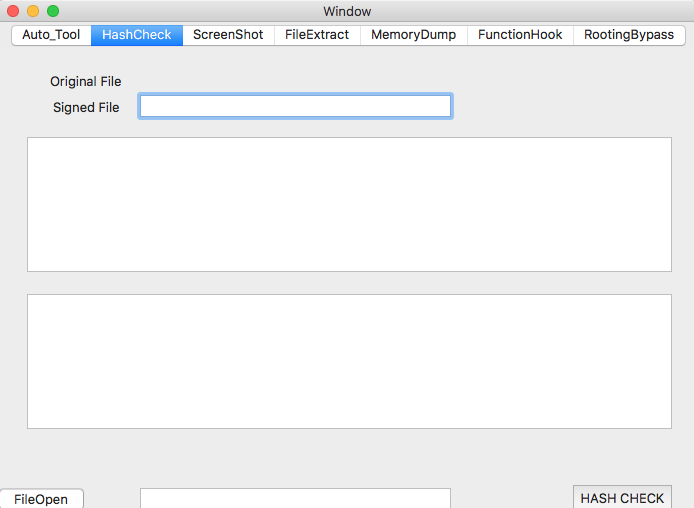 Window
Auto_Tool HashCheck ScreenShot FileExtract MemoryDump FunctionHook RootingBypass
Original File
Signed File
FileOpen HASH CHECK